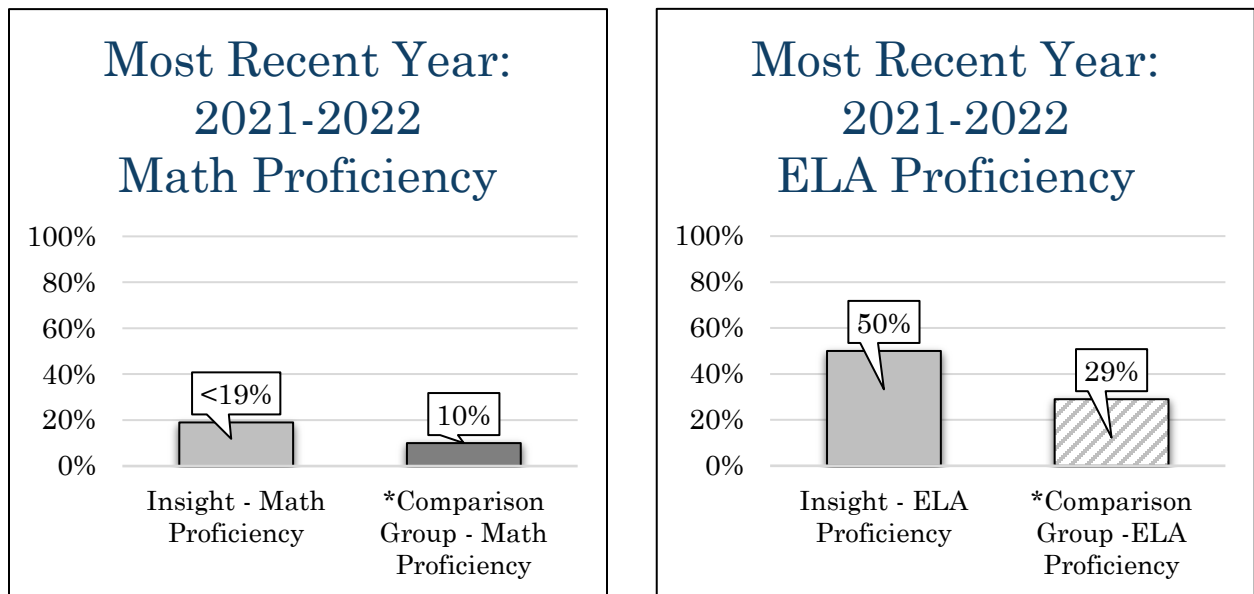 Most Recent Year:
2021-2022
Math Proficiency
100%
80%
60%
40%
20%
0%
<19%
10%
Insight - Math
Proficiency
*Comparison
Group - Math
Proficiency
Most Recent Year:
2021-2022
ELA Proficiency
100%
80%
60%
40%
20%
0%
50%
29%
Insight - ELA
Proficiency
*Comparison
Group -ELA
Proficiency